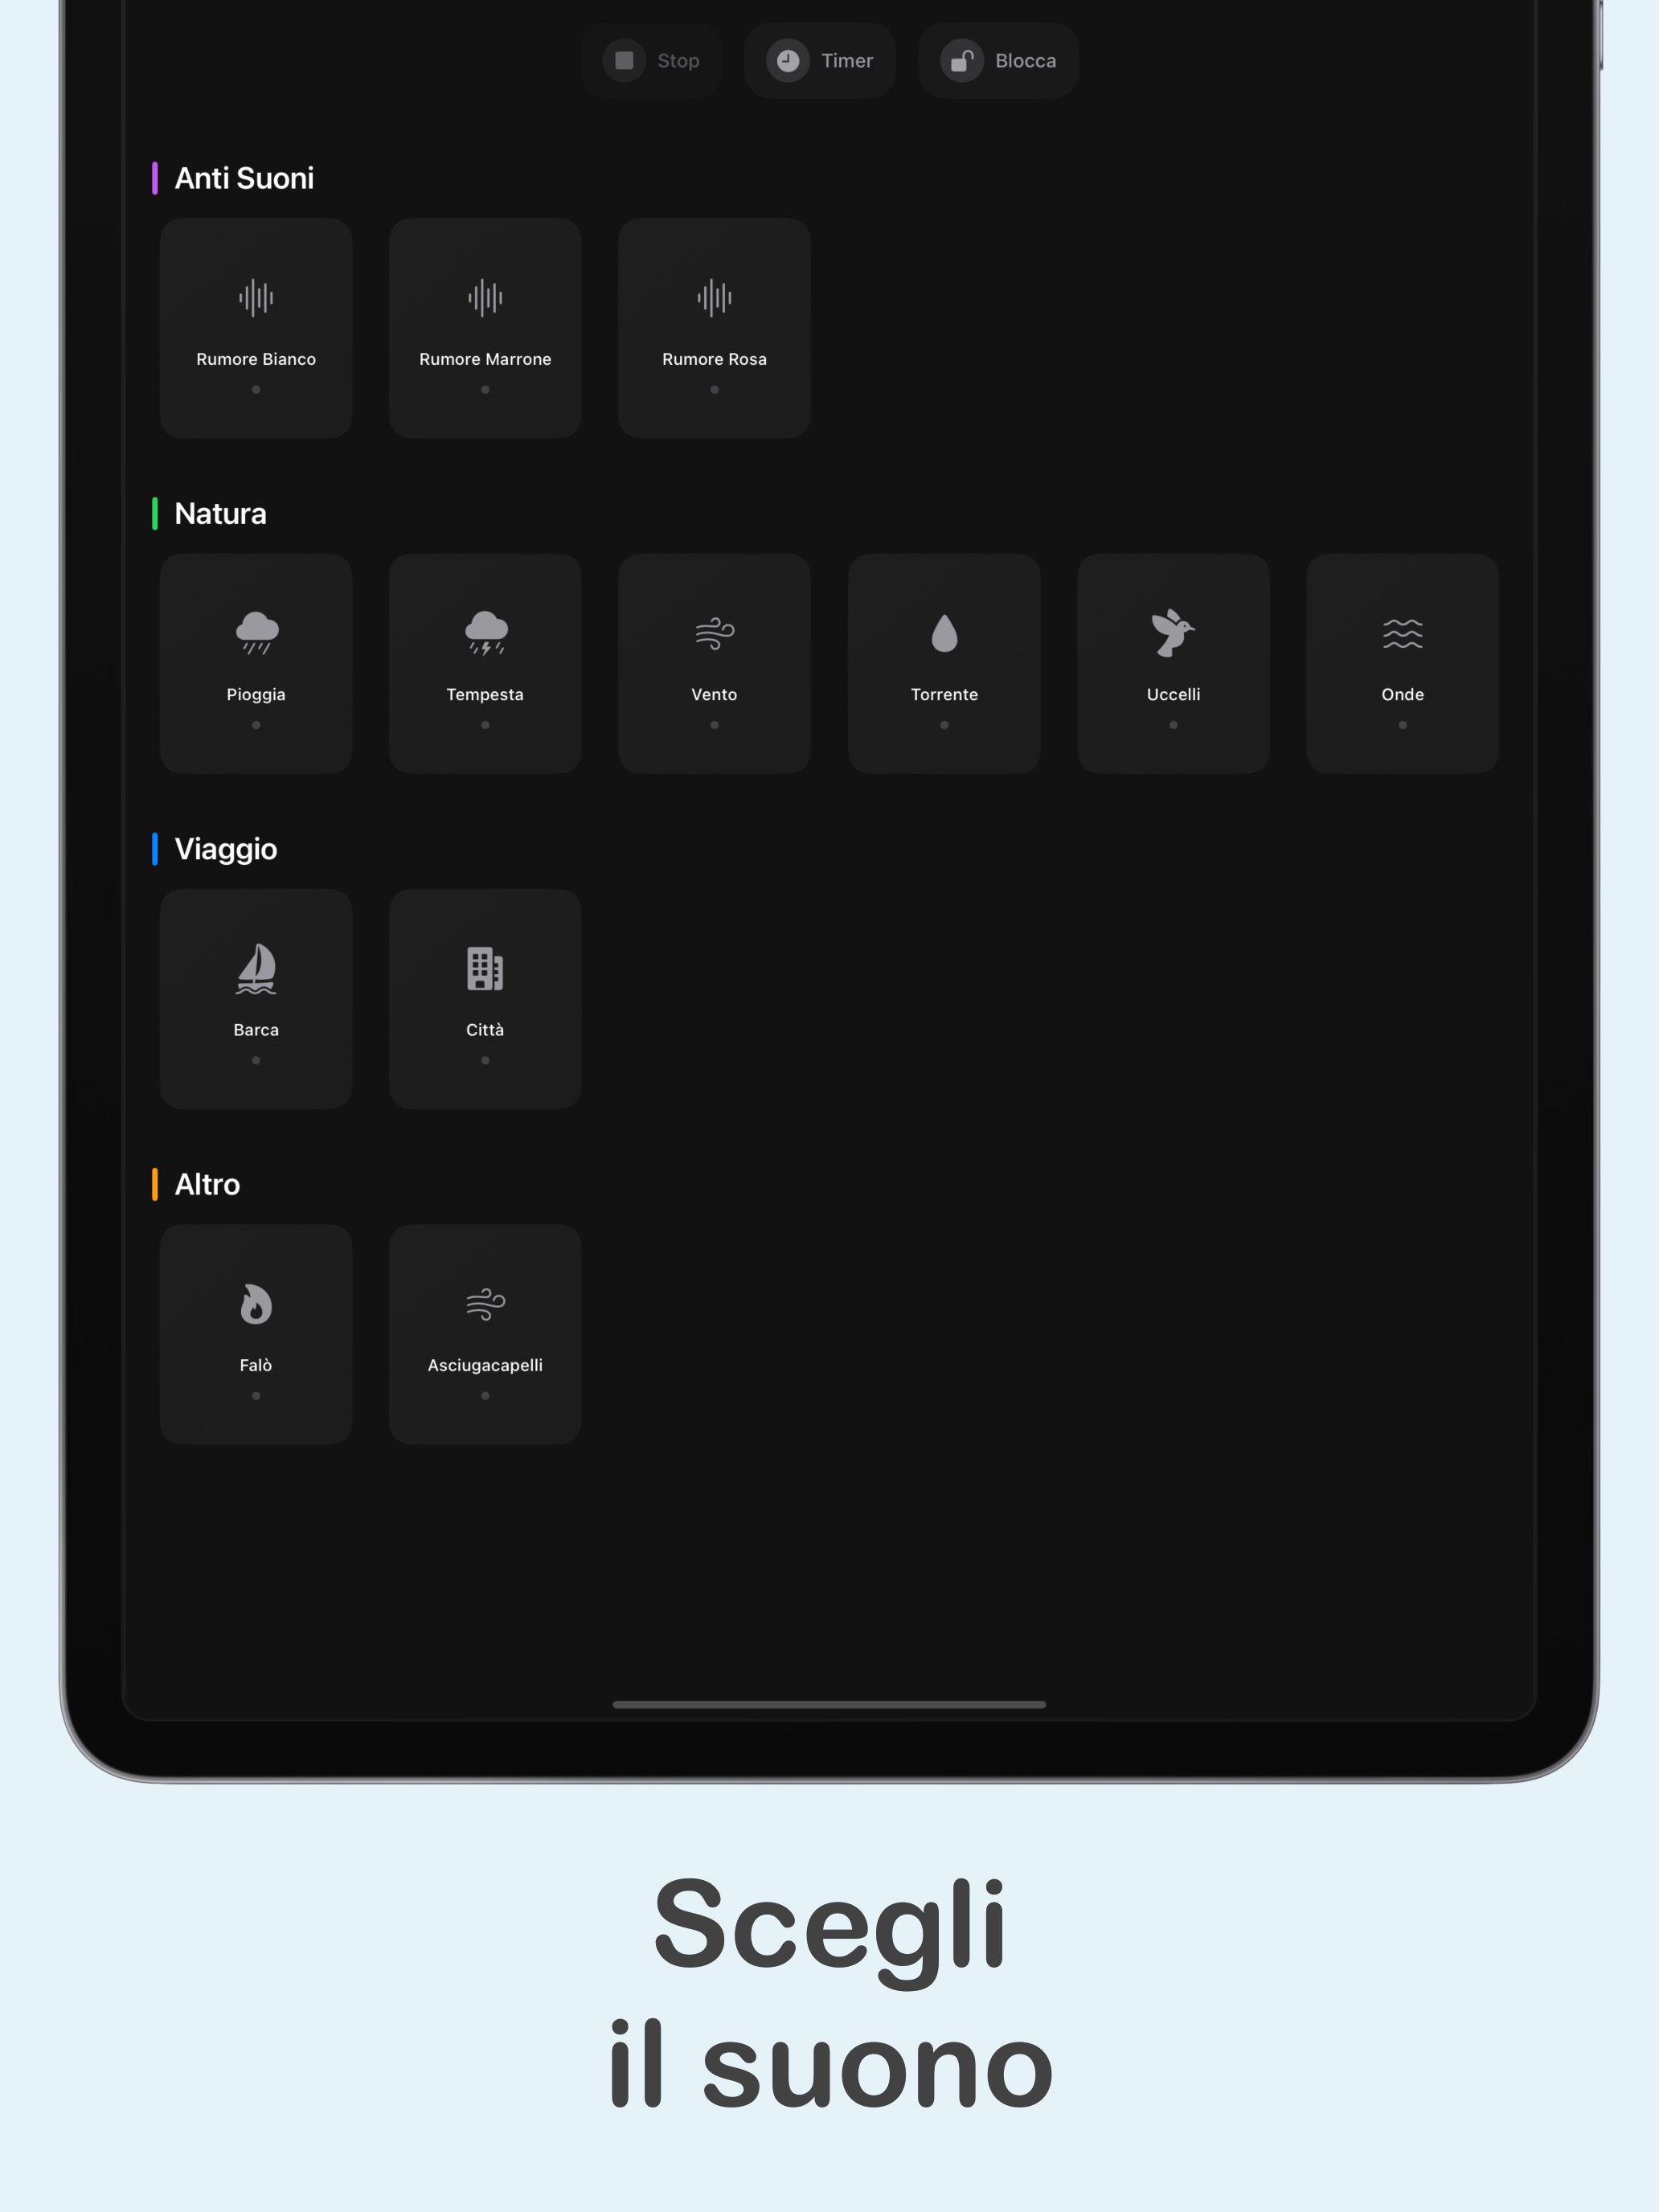 Stop
Timer
Blocca
Anti Suoni
Rumore Bianco
Rumore Marrone
Rumore Rosa
Natura
Pioggia
Tempesta
Vento
Torrente
Uccelli
Onde
Viaggio
Barca
Città
Altro
Falò
Asciugacapelli
Scegli
il suono